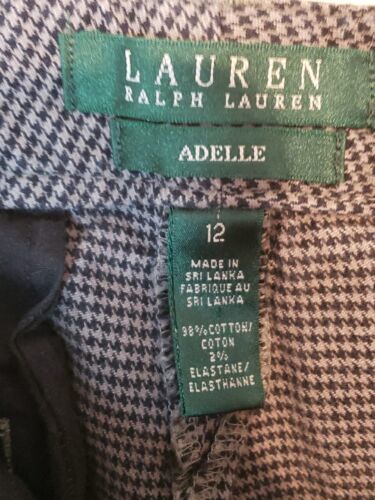 LAUREN
RALPH LAUREN
ADELLE
12
MADE IN
SRI LANKA
FABRIQUE AU
SRI LANKA
98% COTTON/
COTON
2%
ELASTANE/
ELASTHANNE